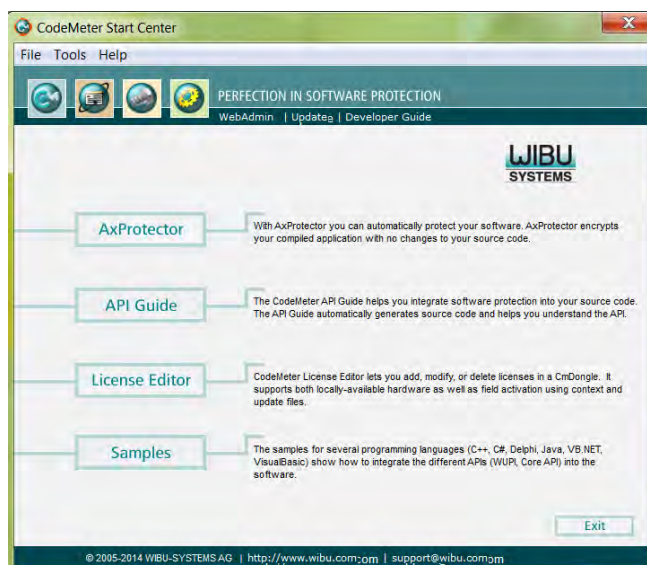 CodeMeter Start Center
File Tools Help
PERFECTION IN SOFTWARE PROTECTION
WebAdmin | Updates | Developer Guide
WIBU
SYSTEMS
AxProtector
With AxProtector you can automatically protect your software. AxProtector encrypts
your compiled application with no changes to your source code.
API Guide
The CodeMeter API Guide helps you integrate software protection into your source code.
The API Guide automatically generates source code and helps you understand the API.
License Editor
CodeMeter License Editor lets you add, modify, or delete licenses in a CmDongle. It
supports both locally-available hardware as well as field activation using context and
update files.
Samples
The samples for several programming languages (C++, C#, Delphi, Java, VB.NET,
VisualBasic) show how to integrate the different APIs (WUPI, Core API) into the
software.
Exit
© 2005-2014 WIBU-SYSTEMS AG | http://www.wibu.com;om | support@wibu.comom